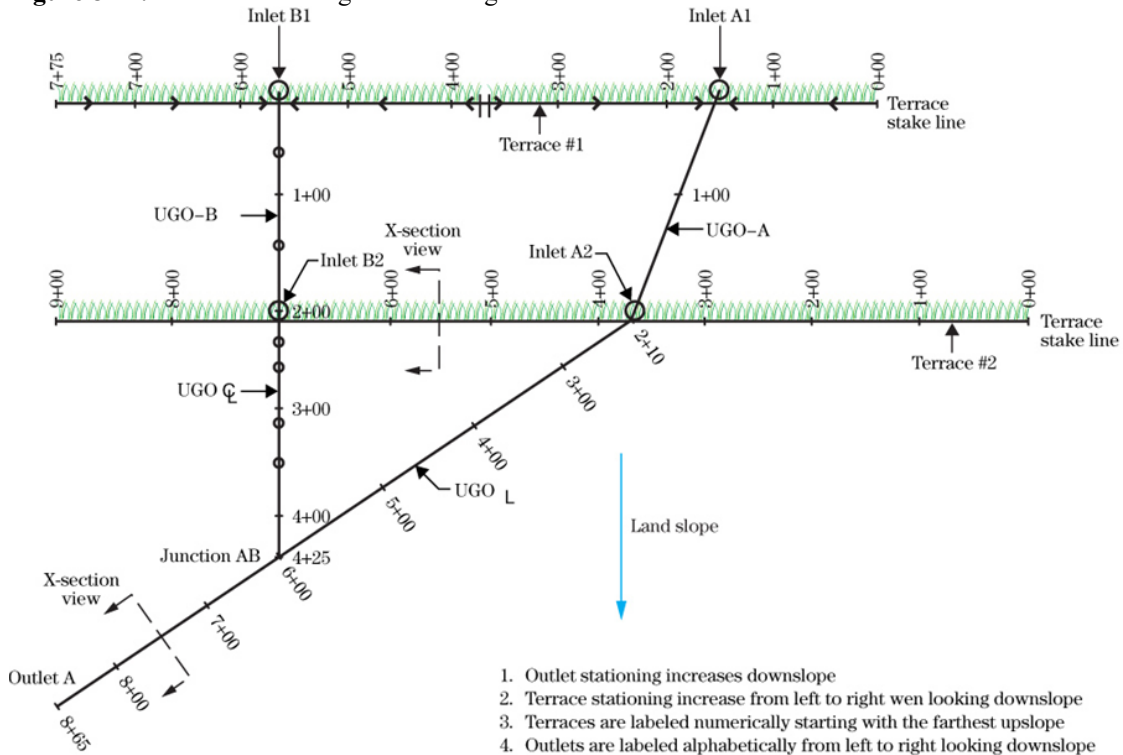 Inlet B1
Inlet A1
7+75
7+00
6+00
5+00
4+00
3+00
2+00
1+00
0+00
Terrace
stake line
Terrace #1
1+00
1+00
UGO–B
UGO–A
X-section
view
Inlet A2
Inlet B2
9+00
8+00
2+00
6+00
5+00
4+00
3+00
2+00
1+00
0+00
Terrace
stake line
2+10
Terrace #2
UGO ℄
3+00
3+00
4+00
UGO L
5+00
4+00
Land slope
Junction AB
4+25
6+00
X-section
view
7+00
Outlet A
8+00
8+65
1. Outlet stationing increases downslope
2. Terrace stationing increase from left to right wen looking downslope
3. Terraces are labeled numerically starting with the farthest upslope
4. Outlets are labeled alphabetically from left to right looking downslope